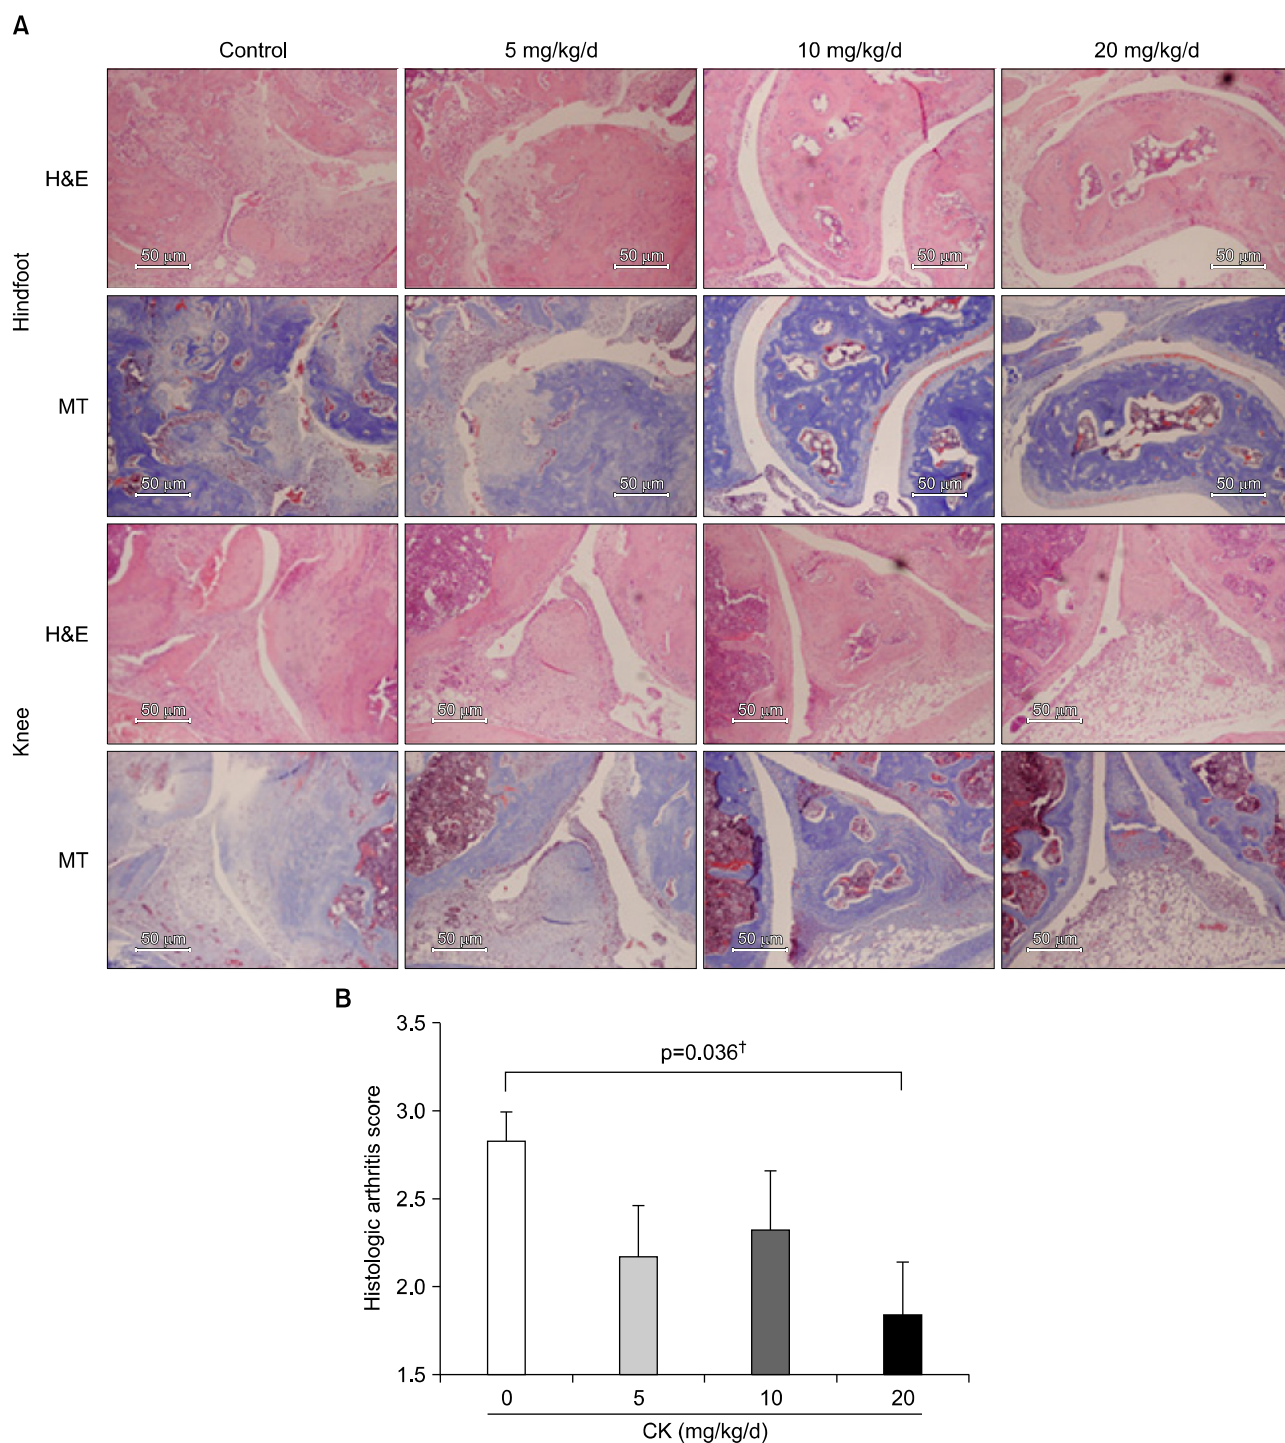 A
Control 5 mg/kg/d 10 mg/kg/d 20 mg/kg/d
Hindfoot
H&E
50 μm 50 μm 50 μm 50 μm
MT
50 μm 50 μm 50 μm 50 μm
Knee
H&E
50 μm 50 μm 50 μm 50 μm
MT
50 μm 50 μm 50 μm 50 μm
B
Histologic arthritis score
3.5
3.0
2.5
2.0
1.5
p=0.036†
0 5 10 20
CK (mg/kg/d)